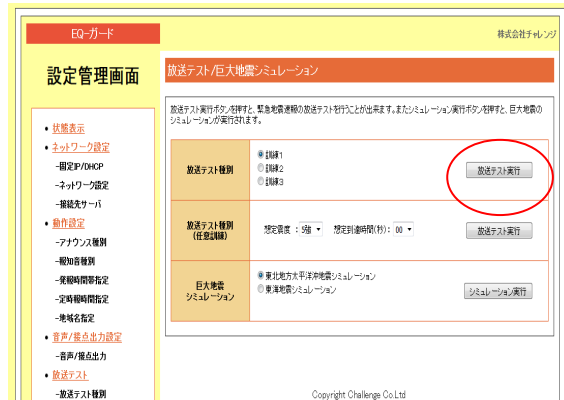 EQ-ガード
株式会社チャレンジ
設定管理画面
放送テスト/巨大地震シミュレーション
放送テスト実行ボタンを押すと、緊急地震速報の放送テストを行うことが出来ます。またシミュレーション実行ボタンを押すと、巨大地震の
シミュレーションが実行されます。
・状態表示
・ネットワーク設定
-固定IP/DHCP
-ネットワーク設定
-接続先サーバ
・動作設定
-アナウンス種別
-報知音種別
-発報時間帯指定
-定時報時間指定
-地域名指定
・音声/接点出力設定
-音声/接点出力
・放送テスト
-放送テスト種別
放送テスト種別
訓練1
訓練2
訓練3
放送テスト実行
放送テスト種別
(任意訓練)
想定震度 : 5強 想定到達時間(秒): 00
放送テスト実行
巨大地震
シミュレーション
東北地方太平洋沖地震シミュレーション
東海地震シミュレーション
シミュレーション実行
Copyright Challenge Co.Ltd